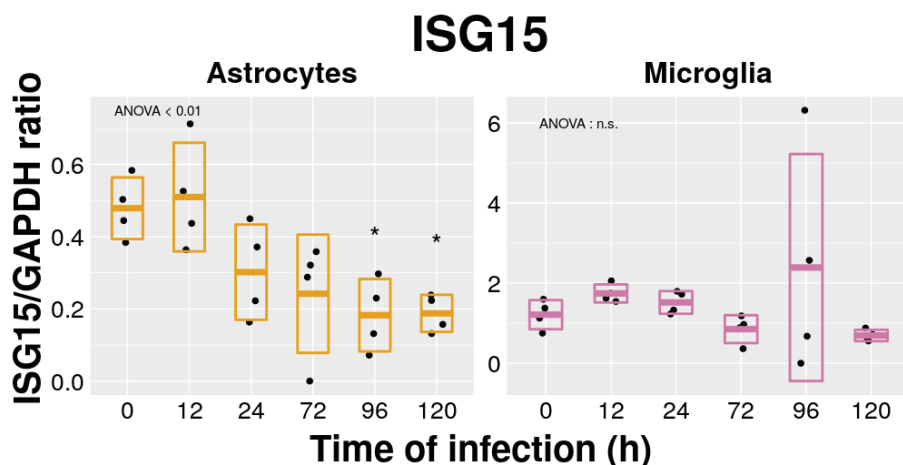 ISG15
Astrocytes
Microglia
ISG15/GAPDH ratio
ANOVA < 0.01
0.6
0.4
0.2
0.0
*
*
0 12 24 72 96 120
ANOVA : n.s.
6
4
2
0
0 12 24 72 96 120
Time of infection (h)